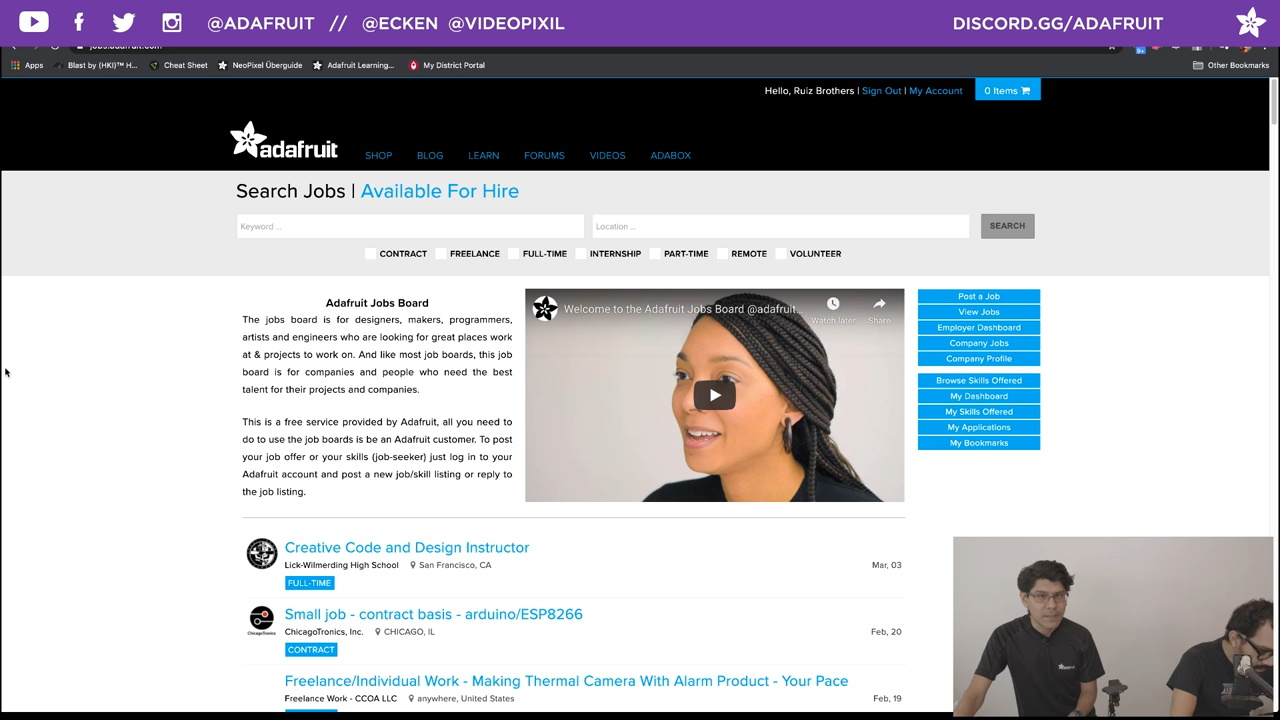 @ADAFRUIT // @ECKEN @VIDEOPIXIL DISCORD.GG/ADAFRUIT
jobs.adafruit.com
Apps Blast by (HKI)™ H... Cheat Sheet NeoPixel Überguide Adafruit Learning... My District Portal Other Bookmarks
Hello, Ruiz Brothers | Sign Out | My Account 0 Items
adafruit SHOP BLOG LEARN FORUMS VIDEOS ADABOX
Search Jobs | Available For Hire
Keyword ... Location ... SEARCH
CONTRACT FREELANCE FULL-TIME INTERNSHIP PART-TIME REMOTE VOLUNTEER
Adafruit Jobs Board
The jobs board is for designers, makers, programmers,
artists and engineers who are looking for great places work
at & projects to work on. And like most job boards, this job
board is for companies and people who need the best
talent for their projects and companies.
This is a free service provided by Adafruit, all you need to
do to use the job boards is be an Adafruit customer. To post
your job offer or your skills (job-seeker) just log in to your
Adafruit account and post a new job/skill listing or reply to
the job listing.
Welcome to the Adafruit Jobs Board @adafruit...
Watch later Share
Post a Job
View Jobs
Employer Dashboard
Company Jobs
Company Profile
Browse Skills Offered
My Dashboard
My Skills Offered
My Applications
My Bookmarks
Creative Code and Design Instructor
Lick-Wilmerding High School San Francisco, CA Mar, 03
FULL-TIME
Small job - contract basis - arduino/ESP8266
ChicagoTronics, Inc. CHICAGO, IL Feb, 20
CONTRACT
Freelance/Individual Work - Making Thermal Camera With Alarm Product - Your Pace
Freelance Work - CCOA LLC anywhere, United States Feb, 19